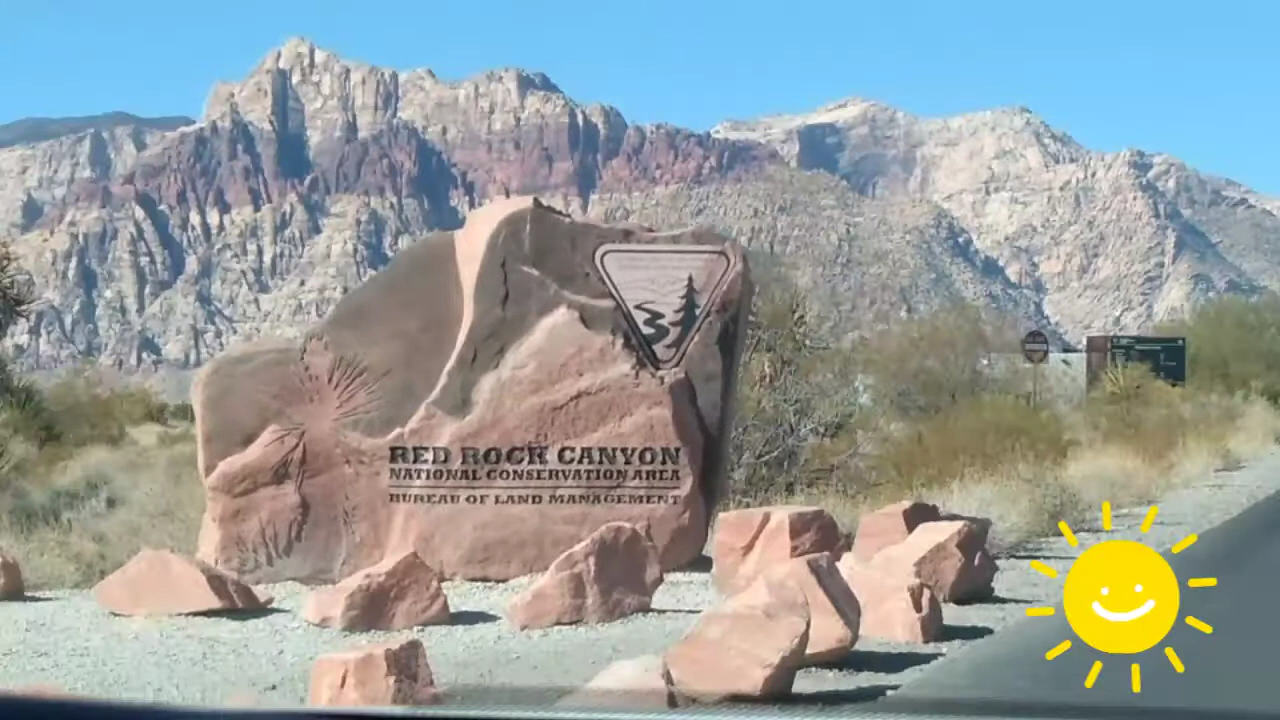 RED ROCK CANYON
NATIONAL CONSERVATION AREA
BUREAU OF LAND MANAGEMENT